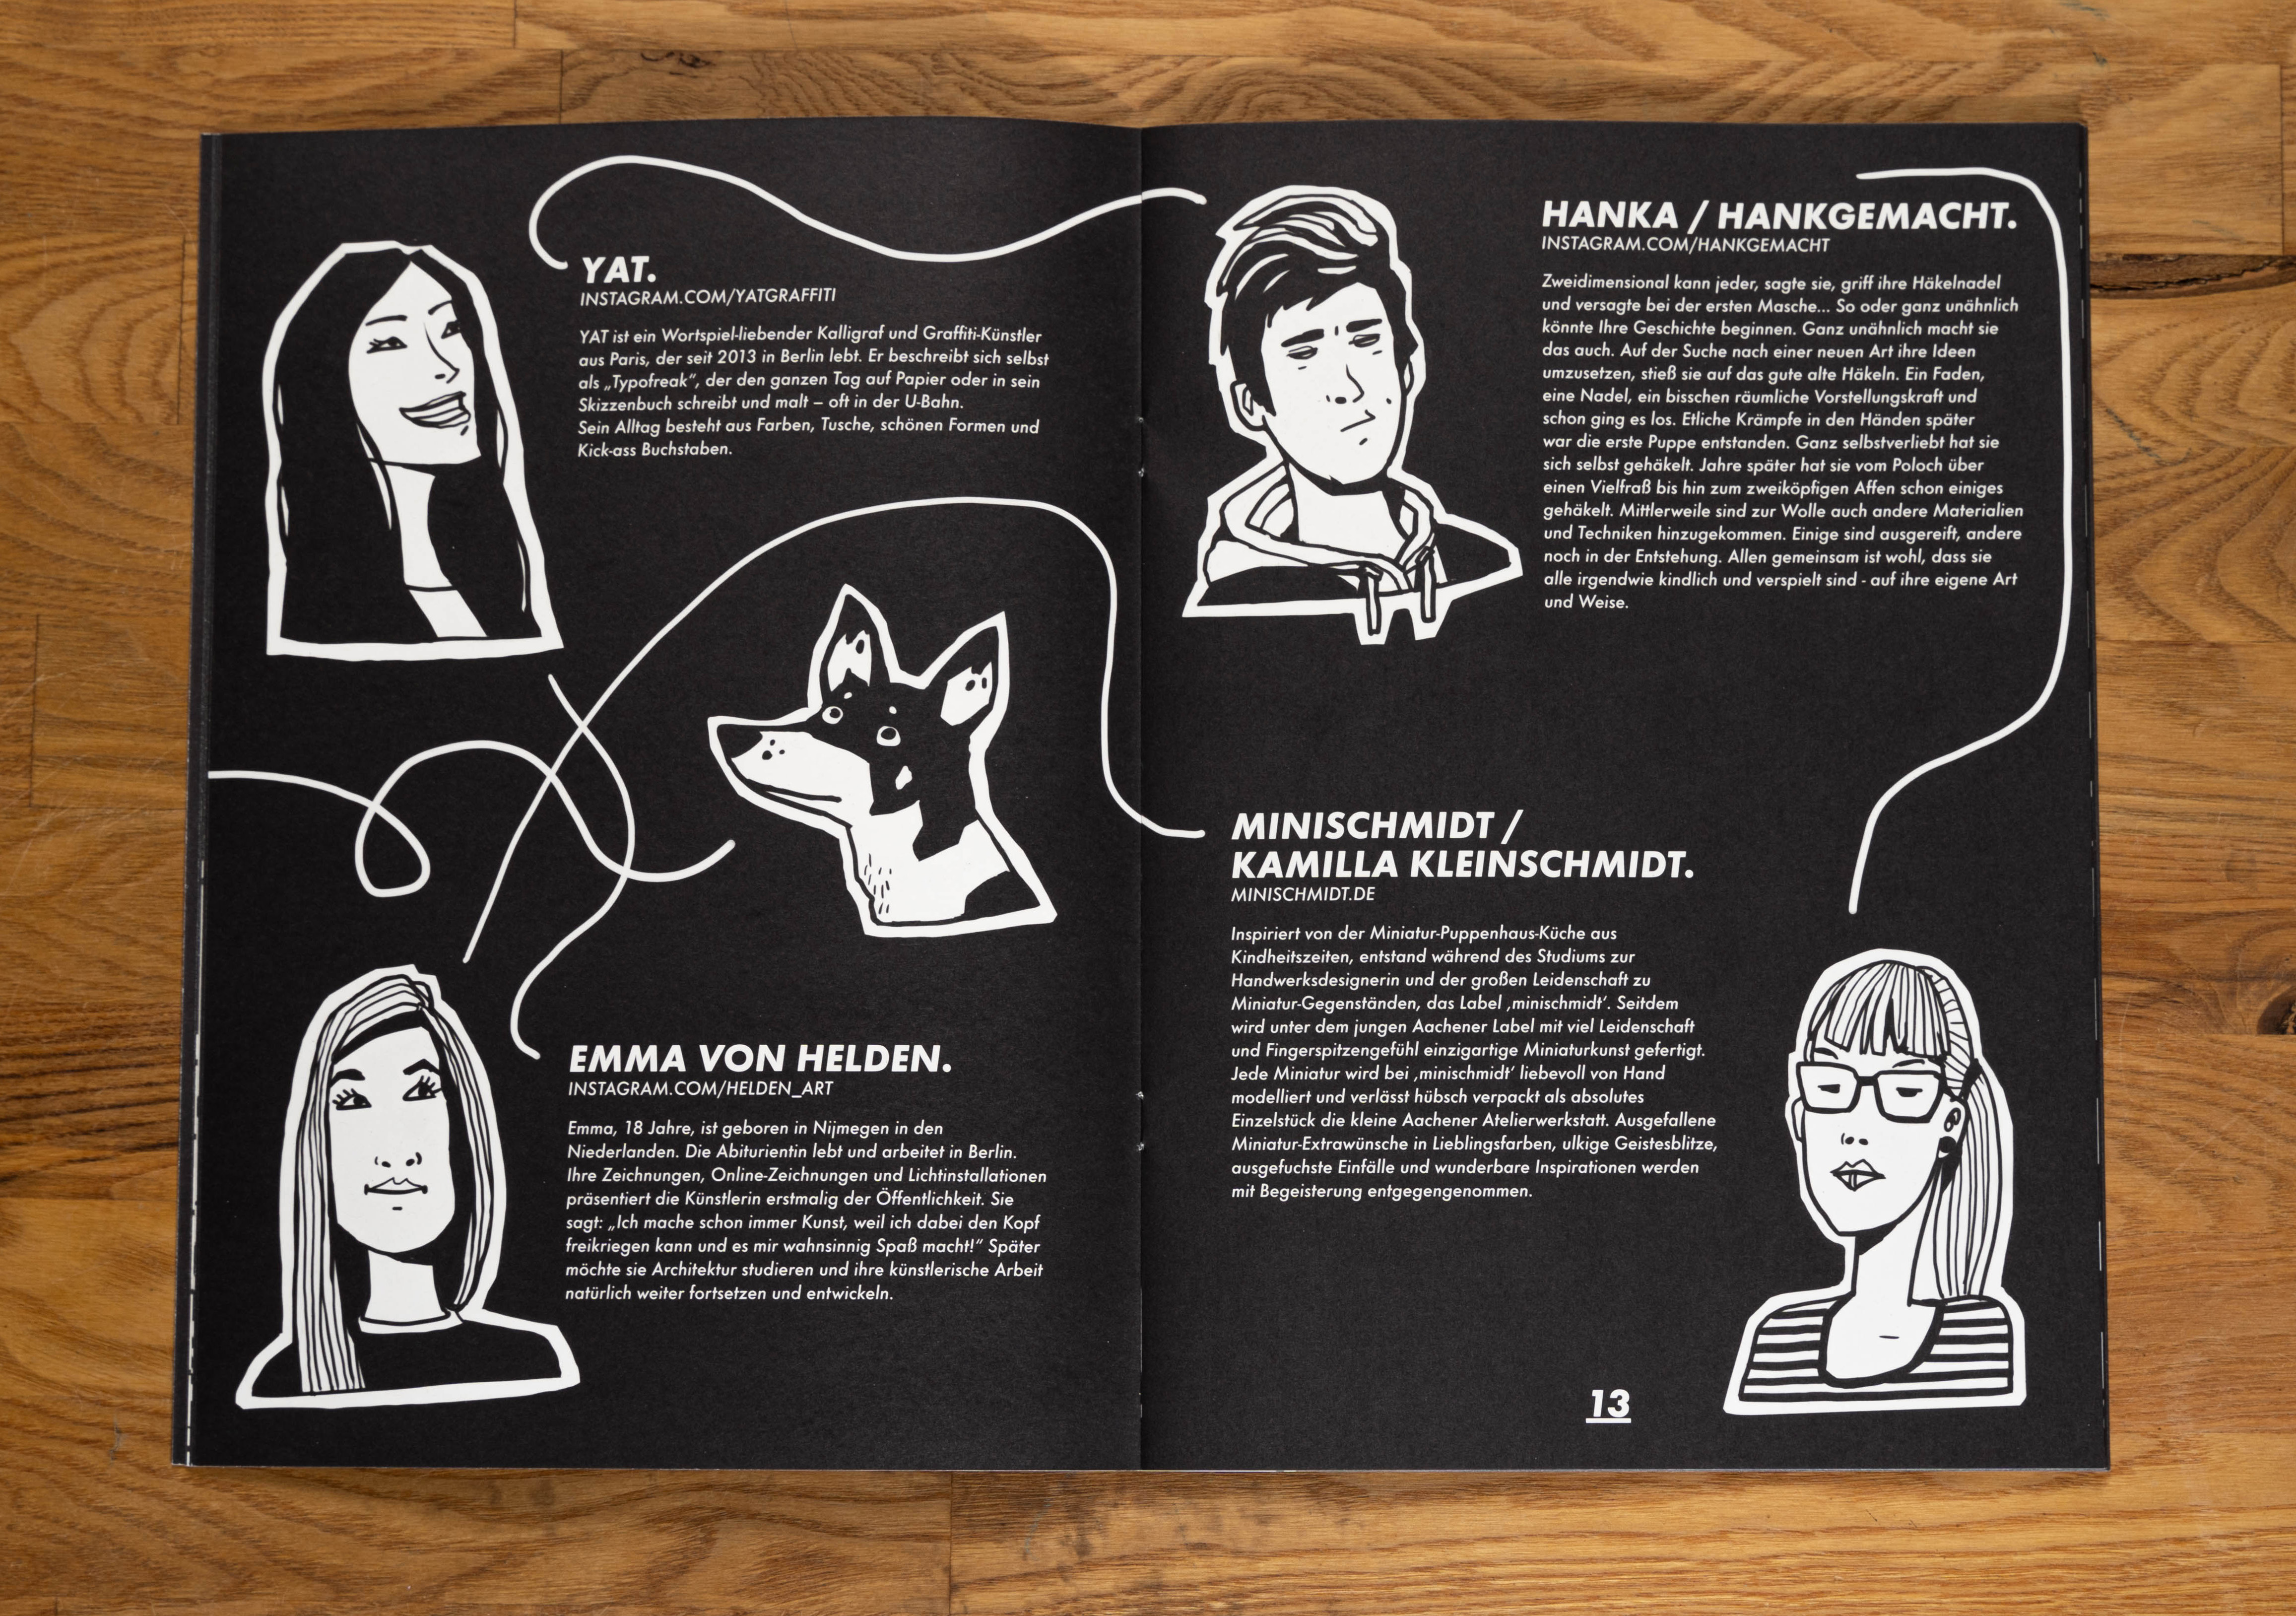 YAT.
INSTAGRAM.COM/YATGRAFFITI
YAT ist ein Wortspiel-liebender Kalligraf und Graffiti-Künstler
aus Paris, der seit 2013 in Berlin lebt. Er beschreibt sich selbst
als „Typofreak“, der den ganzen Tag auf Papier oder in sein
Skizzenbuch schreibt und malt – oft in der U-Bahn.
Sein Alltag besteht aus Farben, Tusche, schönen Formen und
Kick-ass Buchstaben.
EMMA VON HELDEN.
INSTAGRAM.COM/HELDEN_ART
Emma, 18 Jahre, ist geboren in Nijmegen in den
Niederlanden. Die Abiturientin lebt und arbeitet in Berlin.
Ihre Zeichnungen, Online-Zeichnungen und Lichtinstallationen
präsentiert die Künstlerin erstmalig der Öffentlichkeit. Sie
sagt: „Ich mache schon immer Kunst, weil ich dabei den Kopf
freikriegen kann und es mir wahnsinnig Spaß macht!“ Später
möchte sie Architektur studieren und ihre künstlerische Arbeit
natürlich weiter fortsetzen und entwickeln.
HANKA / HANKGEMACHT.
INSTAGRAM.COM/HANKGEMACHT
Zweidimensional kann jeder, sagte sie, griff ihre Häkelnadel
und versagte bei der ersten Masche... So oder ganz unähnlich
könnte Ihre Geschichte beginnen. Ganz unähnlich macht sie
das auch. Auf der Suche nach einer neuen Art ihre Ideen
umzusetzen, stieß sie auf das gute alte Häkeln. Ein Faden,
eine Nadel, ein bisschen räumliche Vorstellungskraft und
schon ging es los. Etliche Krämpfe in den Händen später
war die erste Puppe entstanden. Ganz selbstverliebt hat sie
sich selbst gehäkelt. Jahre später hat sie vom Poloch über
einen Vielfraß bis hin zum zweiköpfigen Affen schon einiges
gehäkelt. Mittlerweile sind zur Wolle auch andere Materialien
und Techniken hinzugekommen. Einige sind ausgereift, andere
noch in der Entstehung. Allen gemeinsam ist wohl, dass sie
alle irgendwie kindlich und verspielt sind - auf ihre eigene Art
und Weise.
MINISCHMIDT /
KAMILLA KLEINSCHMIDT.
MINISCHMIDT.DE
Inspiriert von der Miniatur-Puppenhaus-Küche aus
Kindheitszeiten, entstand während des Studiums zur
Handwerksdesignerin und der großen Leidenschaft zu
Miniatur-Gegenständen, das Label ‚minischmidt‘. Seitdem
wird unter dem jungen Aachener Label mit viel Leidenschaft
und Fingerspitzengefühl einzigartige Miniaturkunst gefertigt.
Jede Miniatur wird bei ‚minischmidt‘ liebevoll von Hand
modelliert und verlässt hübsch verpackt als absolutes
Einzelstück die kleine Aachener Atelierwerkstatt. Ausgefallene
Miniatur-Extrawünsche in Lieblingsfarben, ulkige Geistesblitze,
ausgefuchste Einfälle und wunderbare Inspirationen werden
mit Begeisterung entgegengenommen.
13